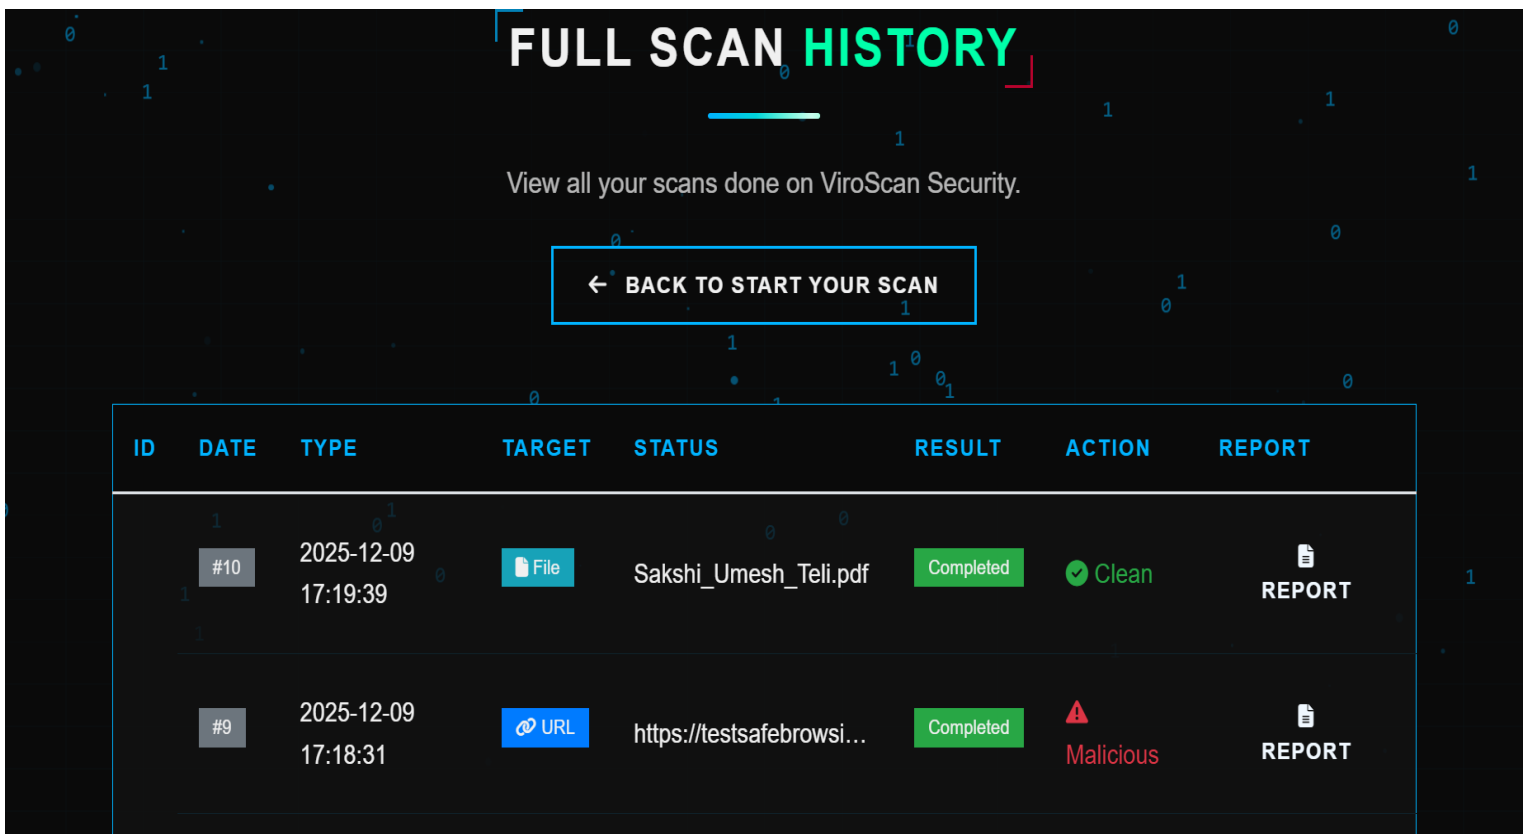 FULL SCAN HISTORY
View all your scans done on ViroScan Security.
← BACK TO START YOUR SCAN
ID DATE TYPE TARGET STATUS RESULT ACTION REPORT
#10 2025-12-09 17:19:39 File Sakshi_Umesh_Teli.pdf Completed Clean REPORT
#9 2025-12-09 17:18:31 URL https://testsafebrowsi... Completed Malicious REPORT